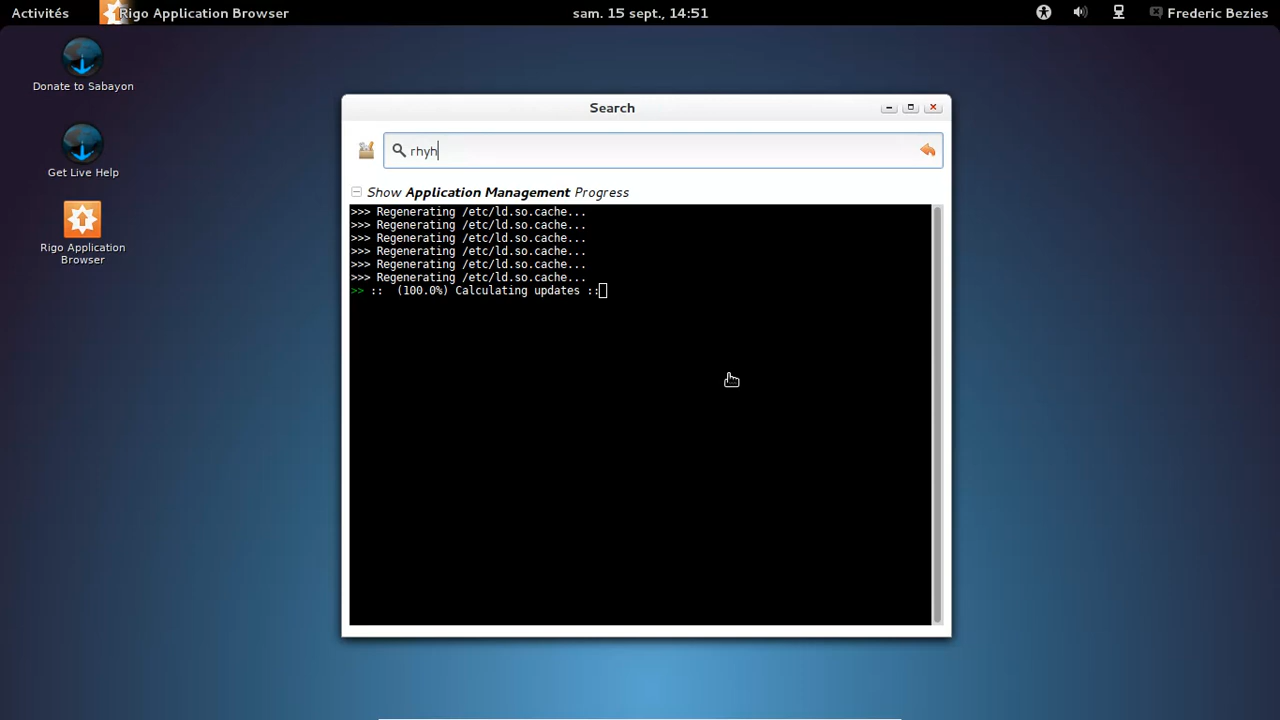 Activités Rigo Application Browser sam. 15 sept., 14:51 Frederic Bezies
Donate to Sabayon
Get Live Help
Rigo Application
Browser
Search
rhyh
Show Application Management Progress
>>> Regenerating /etc/ld.so.cache...
>>> Regenerating /etc/ld.so.cache...
>>> Regenerating /etc/ld.so.cache...
>>> Regenerating /etc/ld.so.cache...
>>> Regenerating /etc/ld.so.cache...
>>> Regenerating /etc/ld.so.cache...
>> :: (100.0%) Calculating updates ::